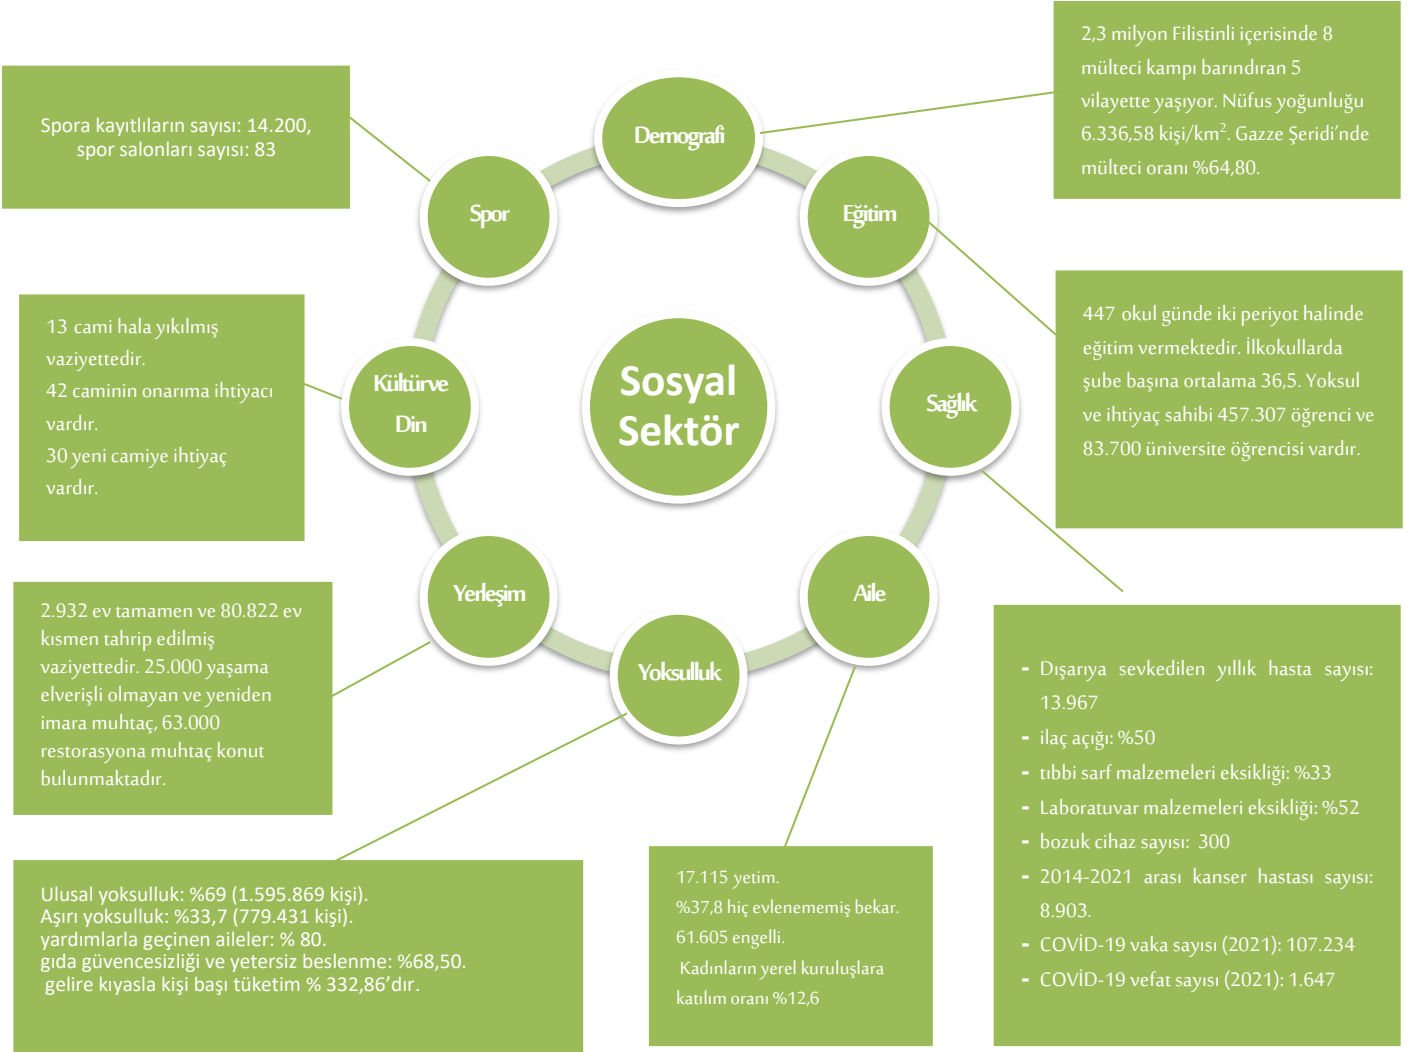 2,3 milyon Filistinli içerisinde 8
mülteci kampı barındıran 5
vilayette yaşıyor. Nüfus yoğunluğu
6.336,58 kişi/km². Gazze Şeridi’nde
mülteci oranı %64,80.
Spora kayıtlıların sayısı: 14.200,
spor salonları sayısı: 83
Demografi
Spor
Eğitim
13 cami hala yıkılmış
vaziyettedir.
42 caminin onarıma ihtiyacı
vardır.
30 yeni camiye ihtiyaç
vardır.
Kültürve
Din
Sosyal
Sektör
Sağlık
447 okul günde iki periyot halinde
eğitim vermektedir. İlkokullarda
şube başına ortalama 36,5. Yoksul
ve ihtiyaç sahibi 457.307 öğrenci ve
83.700 üniversite öğrencisi vardır.
Yerleşim
Aile
Yoksulluk
2.932 ev tamamen ve 80.822 ev
kısmen tahrip edilmiş
vaziyettedir. 25.000 yaşama
elverişli olmayan ve yeniden
imara muhtaç, 63.000
restorasyona muhtaç konut
bulunmaktadır.
- Dışarıya sevkedilen yıllık hasta sayısı:
13.967
- ilaç açığı: %50
- tıbbi sarf malzemeleri eksikliği: %33
- Laboratuvar malzemeleri eksikliği: %52
- bozuk cihaz sayısı: 300
- 2014-2021 arası kanser hastası sayısı:
8.903.
- COVİD-19 vaka sayısı (2021): 107.234
- COVİD-19 vefat sayısı (2021): 1.647
Ulusal yoksulluk: %69 (1.595.869 kişi).
Aşırı yoksulluk: %33,7 (779.431 kişi).
yardımlarla geçinen aileler: % 80.
gıda güvencesizliği ve yetersiz beslenme: %68,50.
gelire kıyasla kişi başı tüketim % 332,86’dır.
17.115 yetim.
%37,8 hiç evlenememiş bekar.
61.605 engelli.
Kadınların yerel kuruluşlara
katılım oranı %12,6